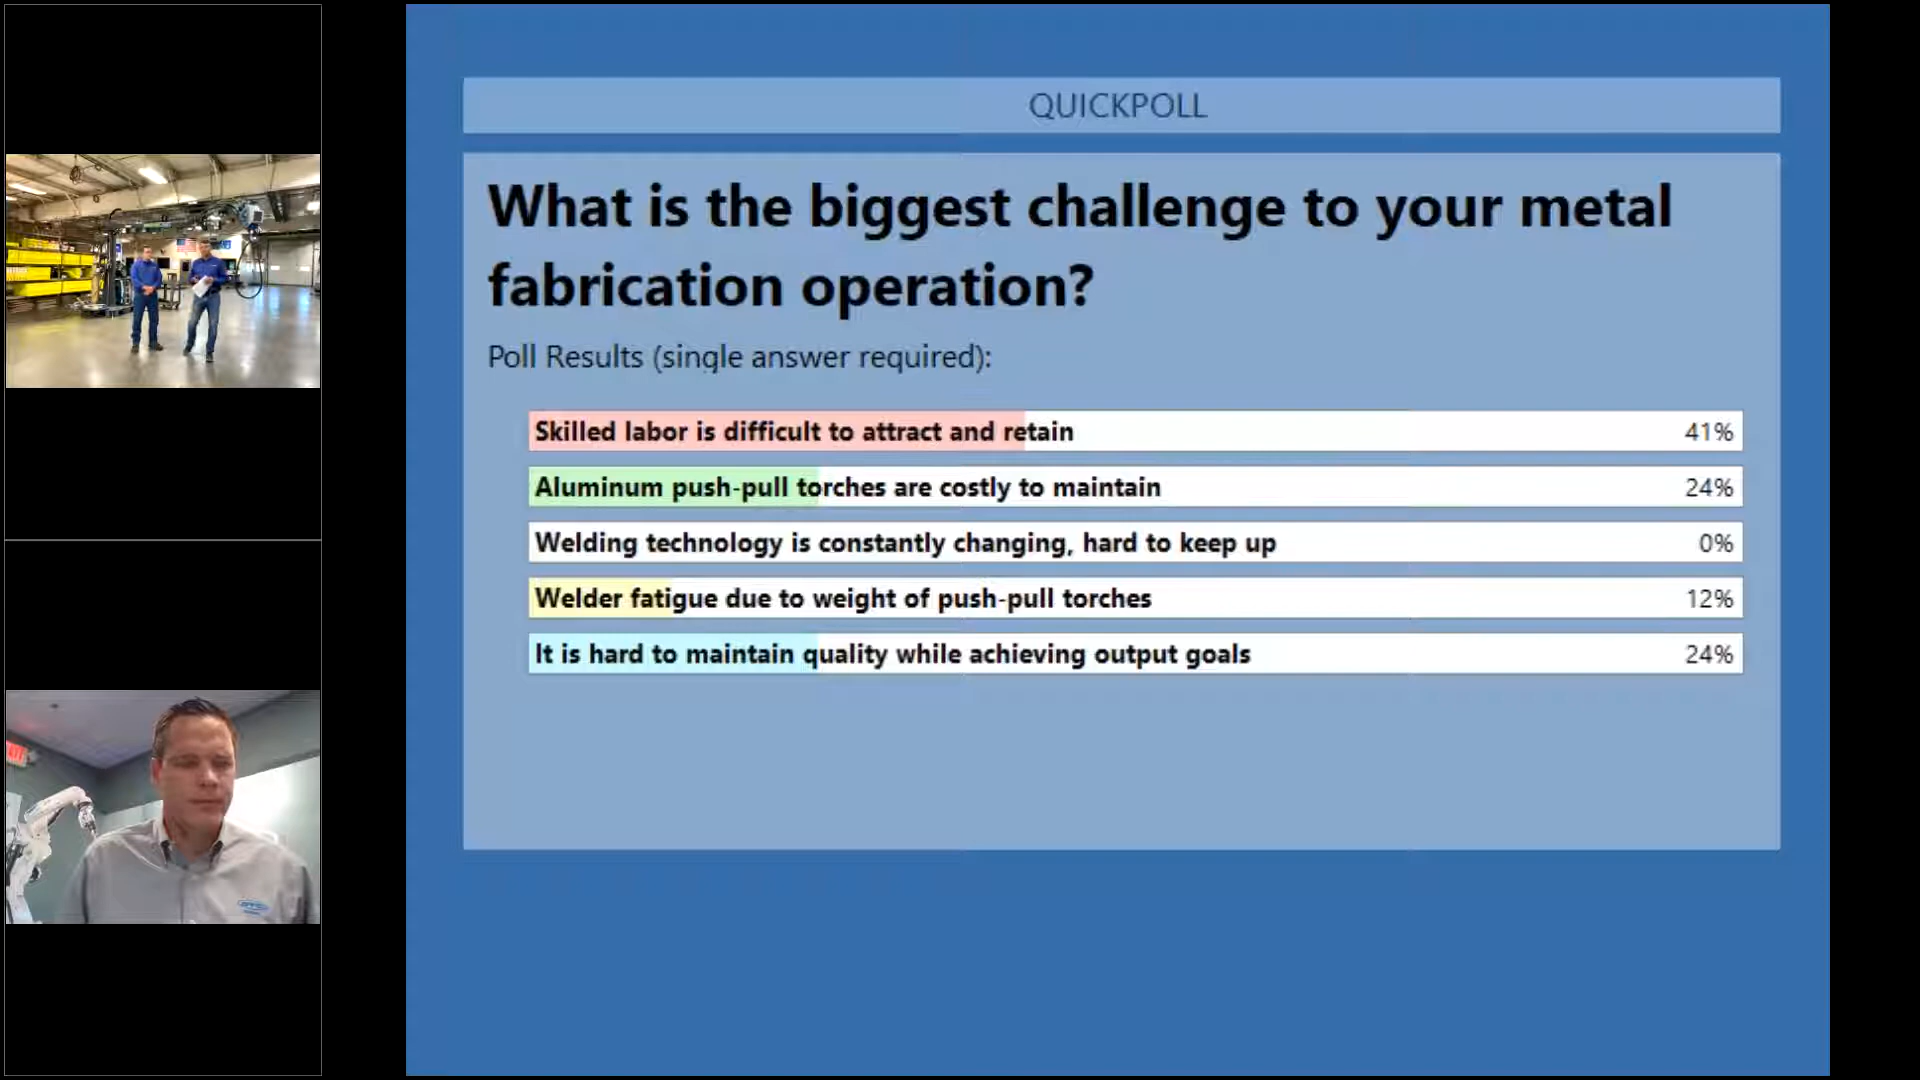 QUICKPOLL
What is the biggest challenge to your metal
fabrication operation?
Poll Results (single answer required):
Skilled labor is difficult to attract and retain 41%
Aluminum push-pull torches are costly to maintain 24%
Welding technology is constantly changing, hard to keep up 0%
Welder fatigue due to weight of push-pull torches 12%
It is hard to maintain quality while achieving output goals 24%